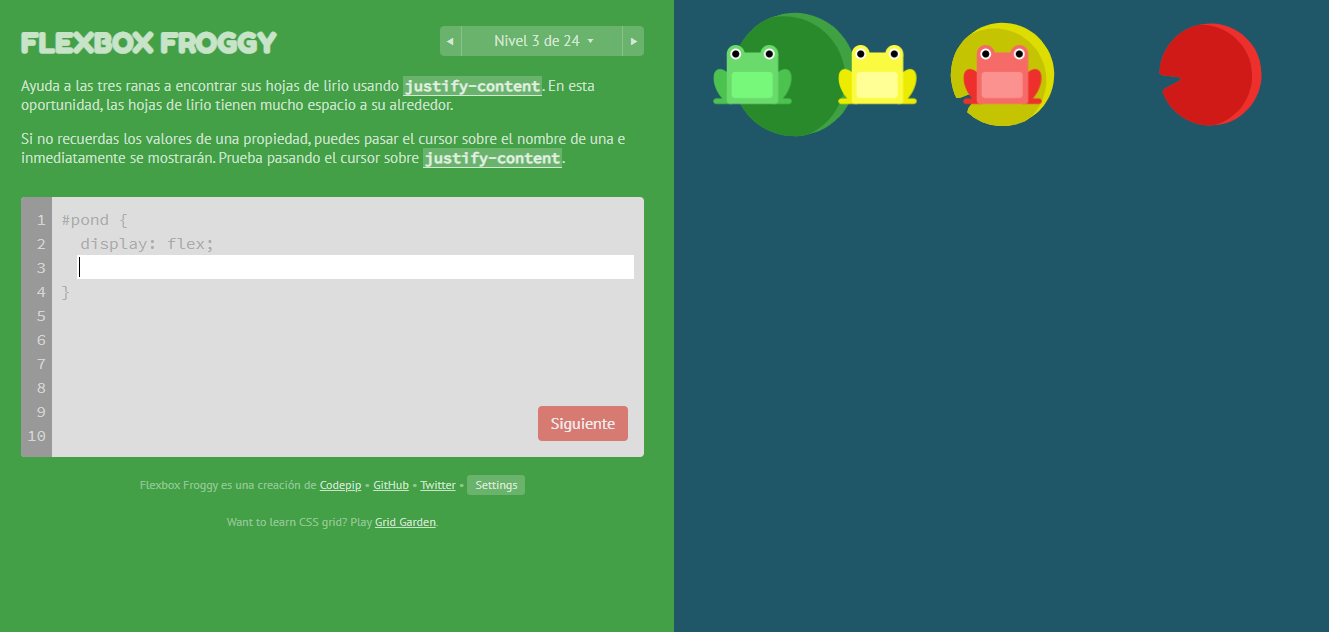 FLEXBOX FROGGY
◀ Nivel 3 de 24 ▼ ▶
Ayuda a las tres ranas a encontrar sus hojas de lirio usando justify-content. En esta
oportunidad, las hojas de lirio tienen mucho espacio a su alrededor.
Si no recuerdas los valores de una propiedad, puedes pasar el cursor sobre el nombre de una e
inmediatamente se mostrarán. Prueba pasando el cursor sobre justify-content.
1 #pond {
2 display: flex;
3
4 }
5
6
7
8
9
10
Siguiente
Flexbox Froggy es una creación de Codepip • GitHub • Twitter • Settings
Want to learn CSS grid? Play Grid Garden.